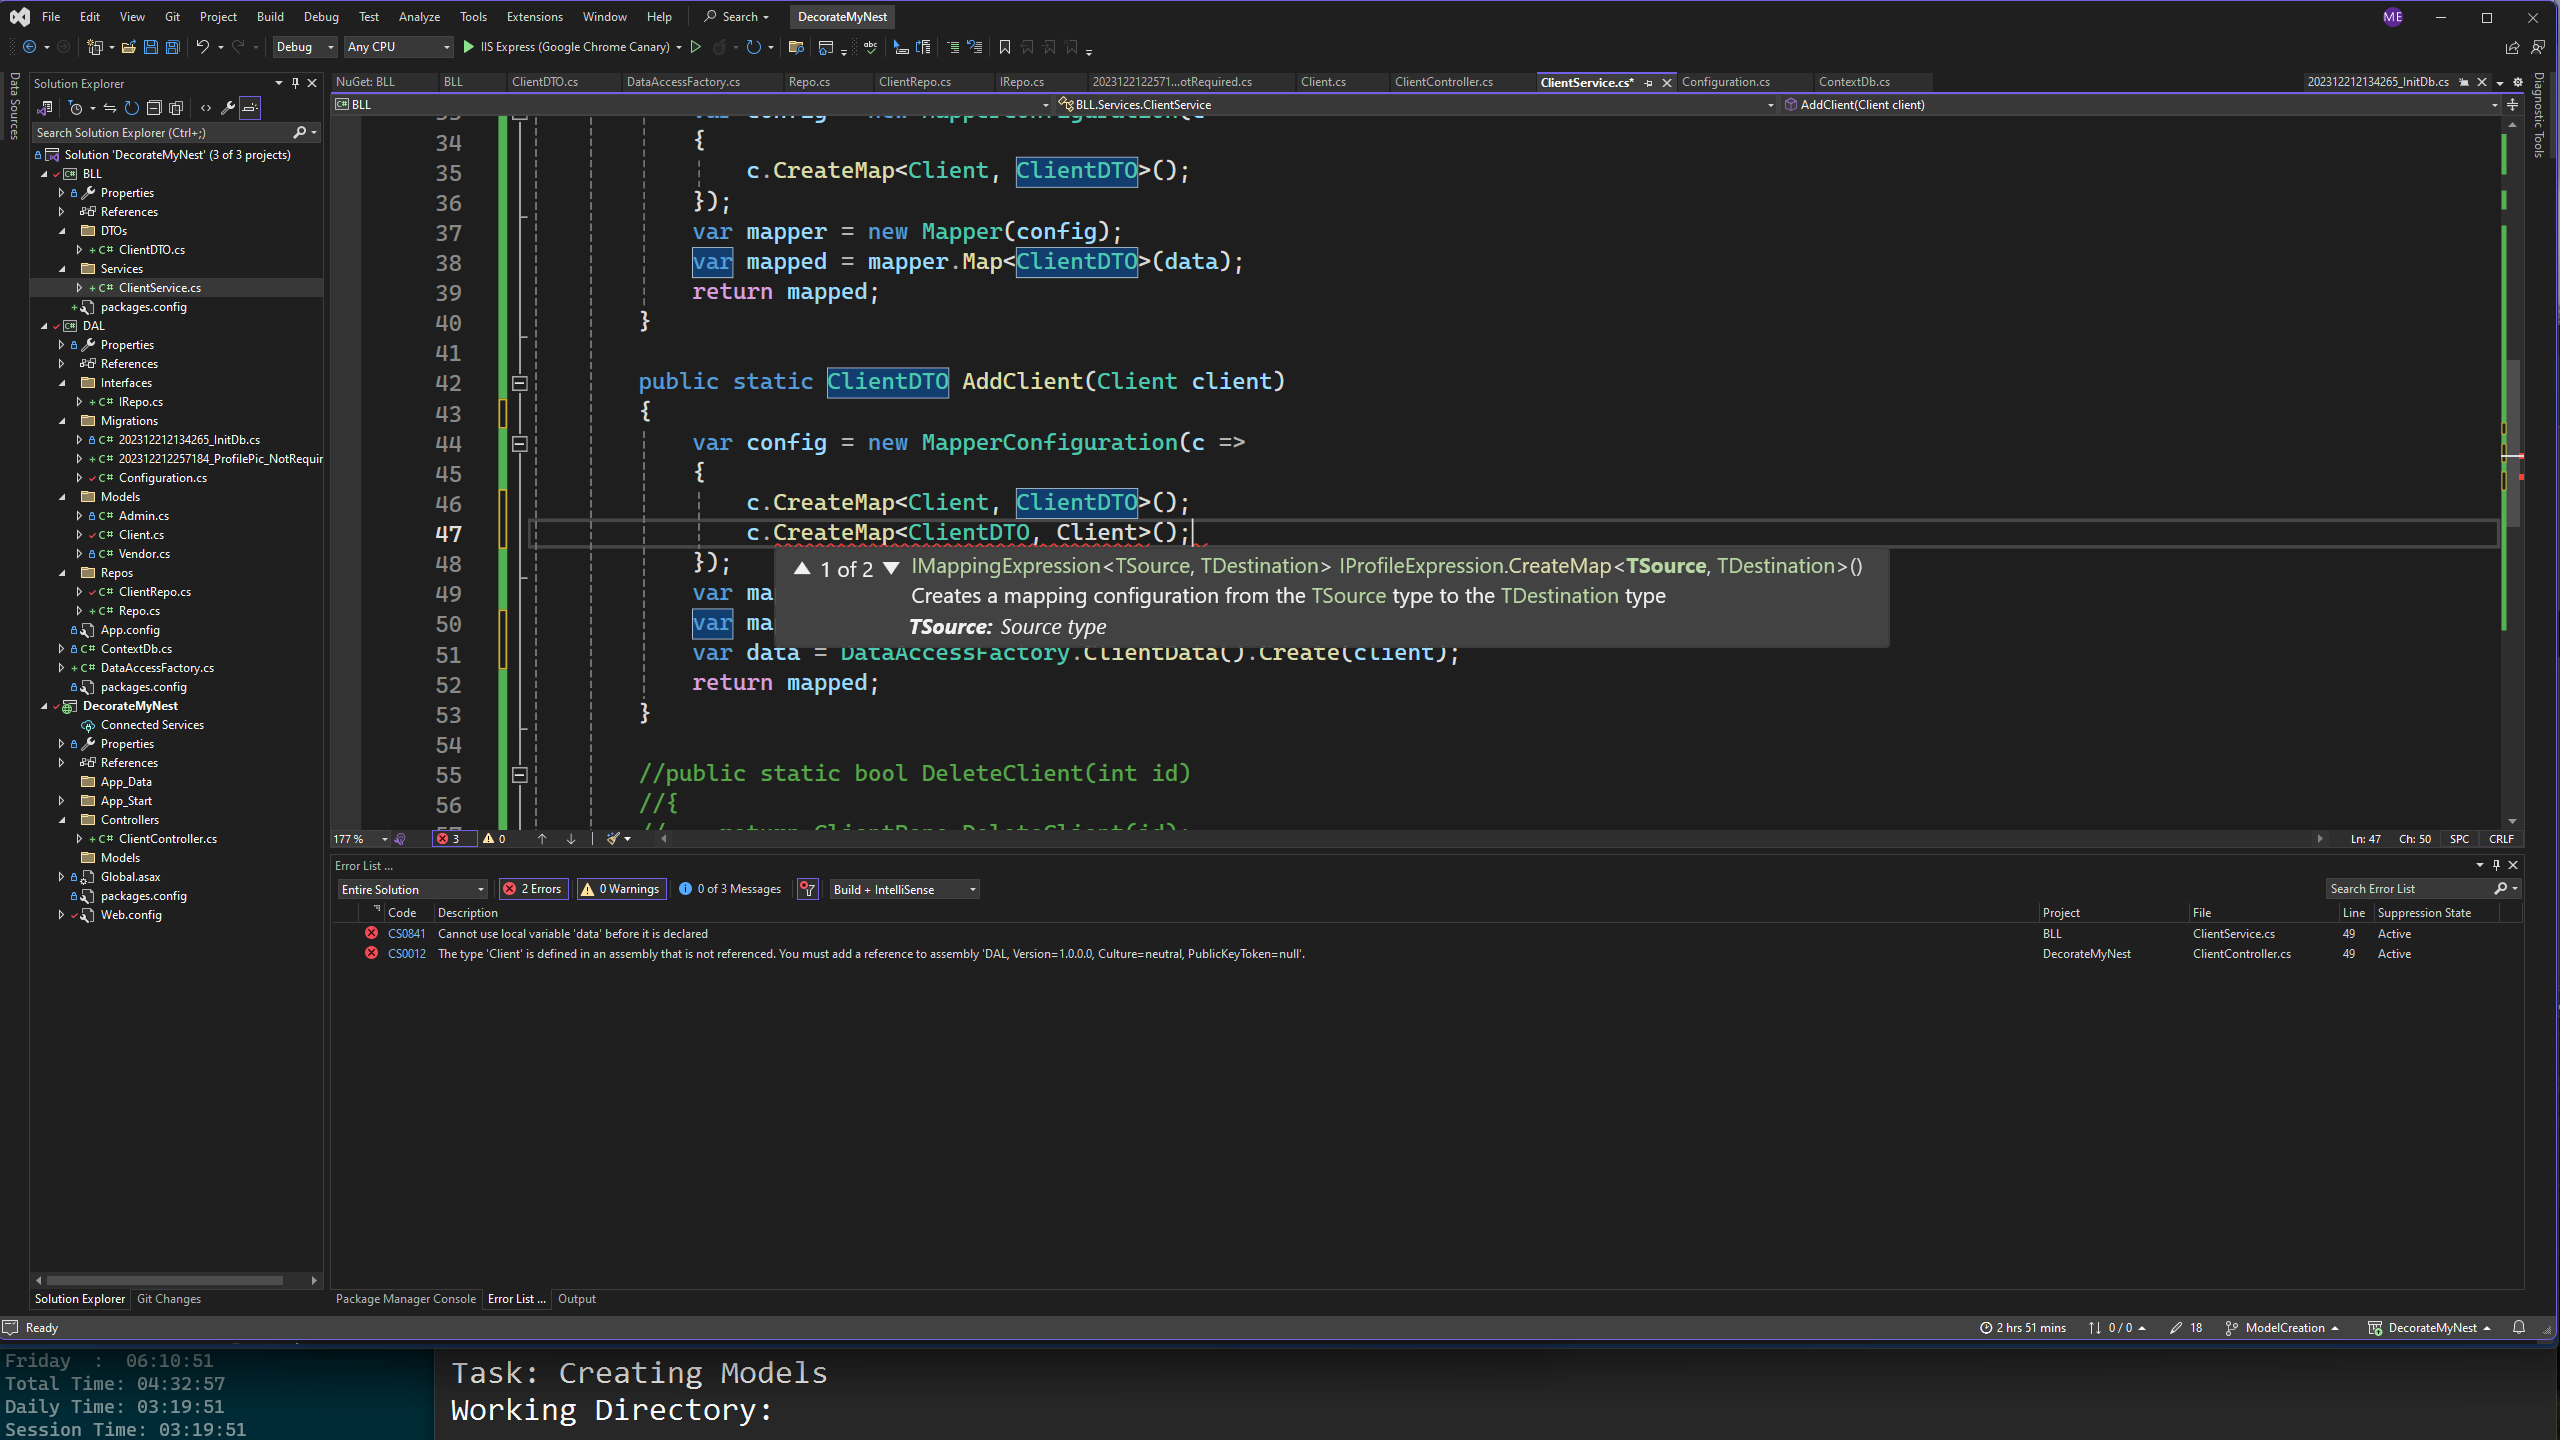 File Edit View Git Project Build Debug Test Analyze Tools Extensions Window Help Search DecorateMyNest ME
Debug Any CPU IIS Express (Google Chrome Canary)
Data Sources
Solution Explorer
Search Solution Explorer (Ctrl+;)
Solution 'DecorateMyNest' (3 of 3 projects)
BLL
Properties
References
DTOs
C# ClientDTO.cs
Services
C# ClientService.cs
packages.config
DAL
Properties
References
Interfaces
C# IRepo.cs
Migrations
C# 202312212134265_InitDb.cs
C# 202312212257184_ProfilePic_NotRequir
C# Configuration.cs
Models
C# Admin.cs
C# Client.cs
C# Vendor.cs
Repos
C# ClientRepo.cs
C# Repo.cs
App.config
C# ContextDb.cs
C# DataAccessFactory.cs
packages.config
DecorateMyNest
Connected Services
Properties
References
App_Data
App_Start
Controllers
C# ClientController.cs
Models
Global.asax
packages.config
Web.config
Solution Explorer Git Changes
NuGet: BLL BLL ClientDTO.cs DataAccessFactory.cs Repo.cs ClientRepo.cs IRepo.cs 2023122122571...otRequired.cs Client.cs ClientController.cs ClientService.cs* Configuration.cs ContextDb.cs 202312212134265_InitDb.cs
BLL BLL.Services.ClientService AddClient(Client client)
Diagnostic Tools
34 {
35 c.CreateMap<Client, ClientDTO>();
36 });
37 var mapper = new Mapper(config);
38 var mapped = mapper.Map<ClientDTO>(data);
39 return mapped;
40 }
41
42 public static ClientDTO AddClient(Client client)
43 {
44 var config = new MapperConfiguration(c =>
45 {
46 c.CreateMap<Client, ClientDTO>();
47 c.CreateMap<ClientDTO, Client>();
48 });
1 of 2 IMappingExpression<TSource, TDestination> IProfileExpression.CreateMap<TSource, TDestination>()
Creates a mapping configuration from the TSource type to the TDestination type
TSource: Source type
49 var ma
50 var ma
51 var data = DataAccessFactory.ClientData().Create(client);
52 return mapped;
53 }
54
55 //public static bool DeleteClient(int id)
56 //{
177 % 3 0 Ln: 47 Ch: 50 SPC CRLF
Error List ...
Entire Solution 2 Errors 0 Warnings 0 of 3 Messages Build + IntelliSense Search Error List
Code Description Project File Line Suppression State
CS0841 Cannot use local variable 'data' before it is declared BLL ClientService.cs 49 Active
CS0012 The type 'Client' is defined in an assembly that is not referenced. You must add a reference to assembly 'DAL, Version=1.0.0.0, Culture=neutral, PublicKeyToken=null'. DecorateMyNest ClientController.cs 49 Active
Package Manager Console Error List ... Output
Ready 2 hrs 51 mins 0 / 0 18 ModelCreation DecorateMyNest
Friday : 06:10:51
Total Time: 04:32:57
Daily Time: 03:19:51
Session Time: 03:19:51
Task: Creating Models
Working Directory: